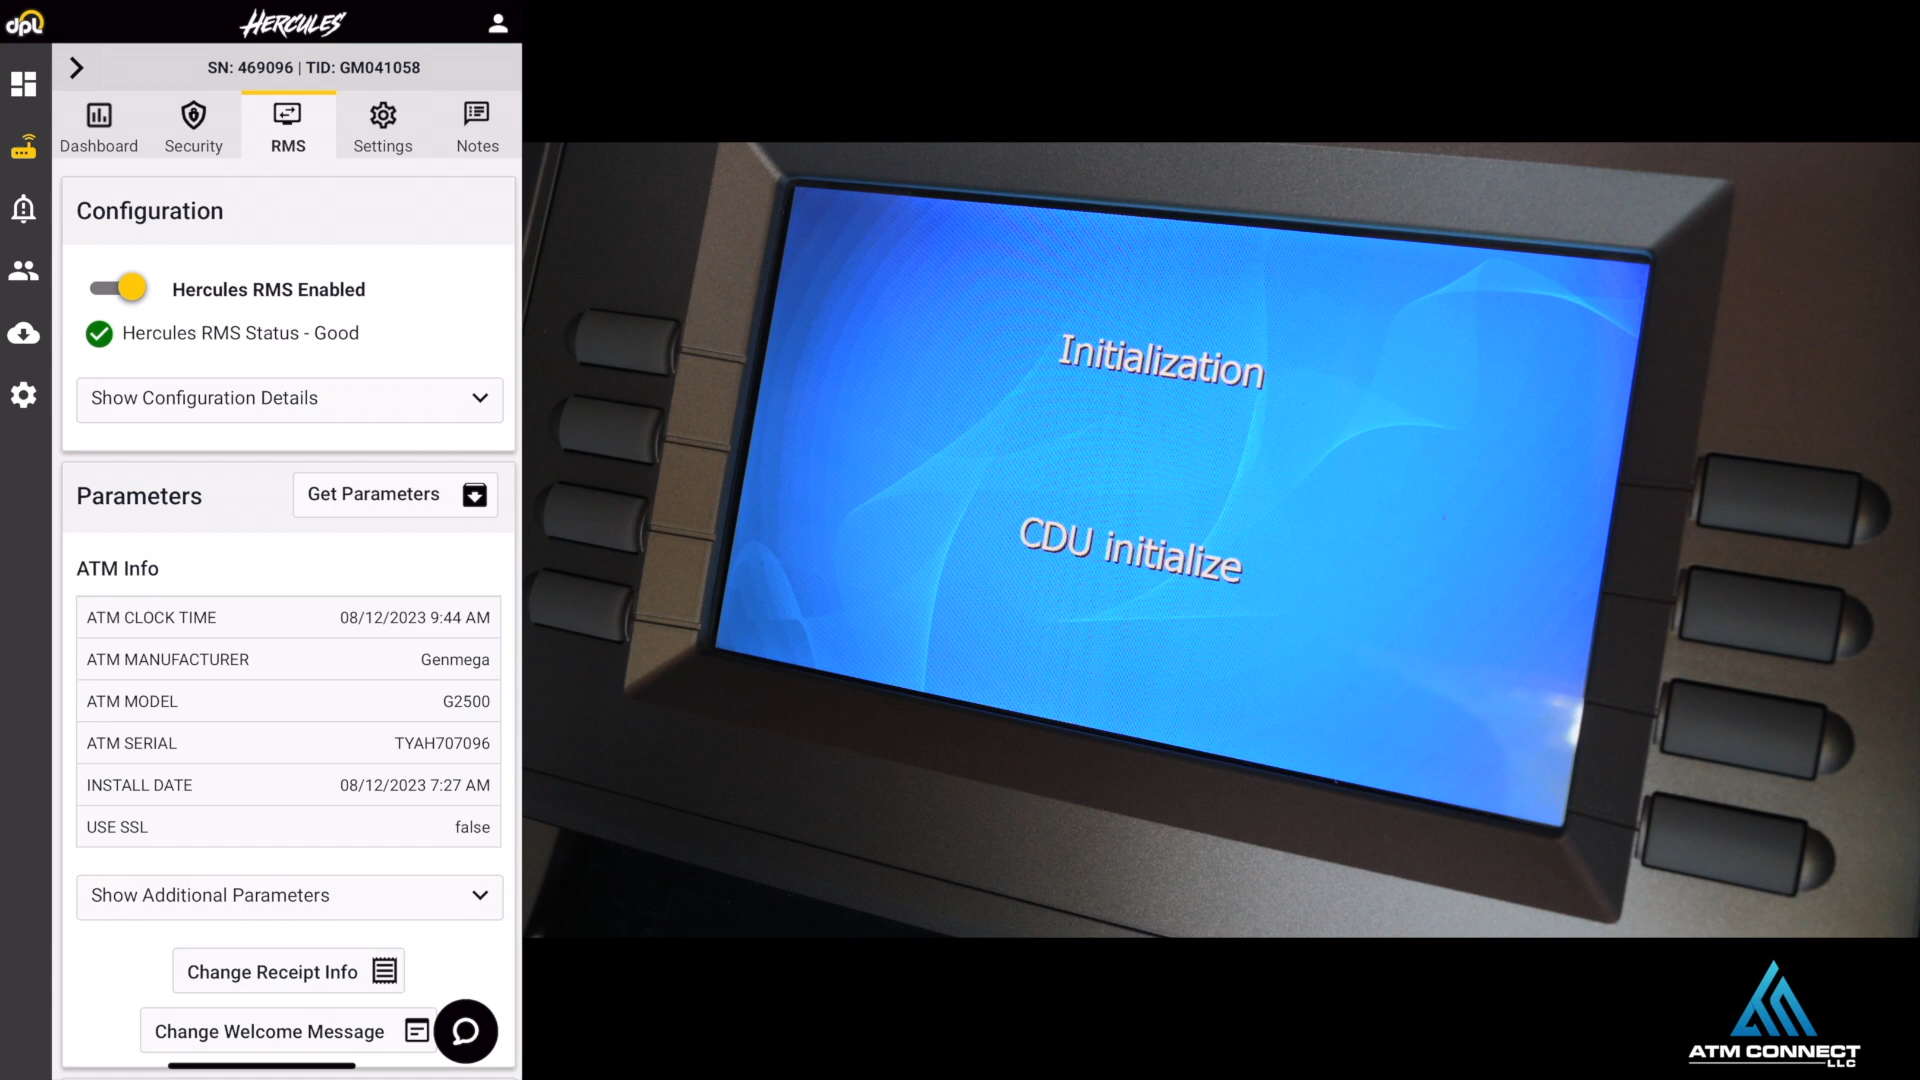 dpl
HERCULES
SN: 469096 | TID: GM041058
Dashboard
Security
RMS
Settings
Notes
Configuration
Hercules RMS Enabled
Hercules RMS Status - Good
Show Configuration Details
Parameters
Get Parameters
ATM Info
ATM CLOCK TIME 08/12/2023 9:44 AM
ATM MANUFACTURER Genmega
ATM MODEL G2500
ATM SERIAL TYAH707096
INSTALL DATE 08/12/2023 7:27 AM
USE SSL false
Show Additional Parameters
Change Receipt Info
Change Welcome Message
Initialization
CDU initialize
ATM CONNECT
LLC